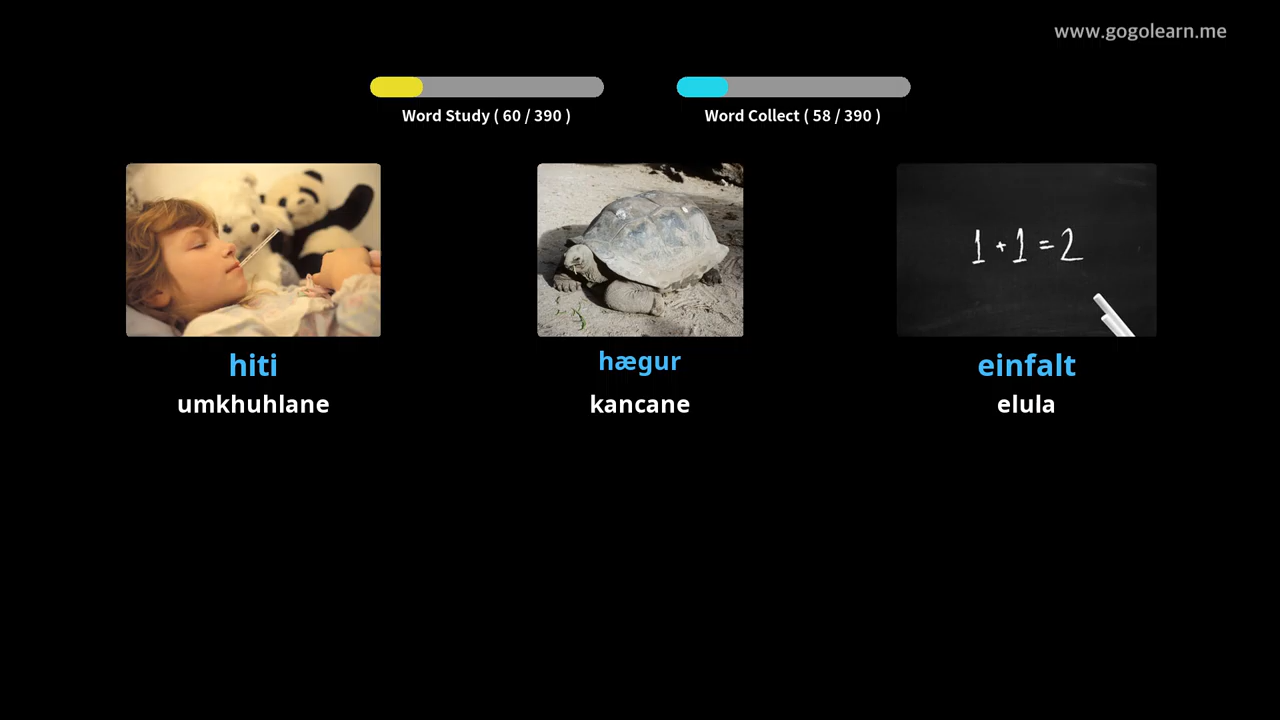 www.gogolearn.me
Word Study ( 60 / 390 )
Word Collect ( 58 / 390 )
1 + 1 = 2
hiti
hægur
einfalt
umkhuhlane
kancane
elula